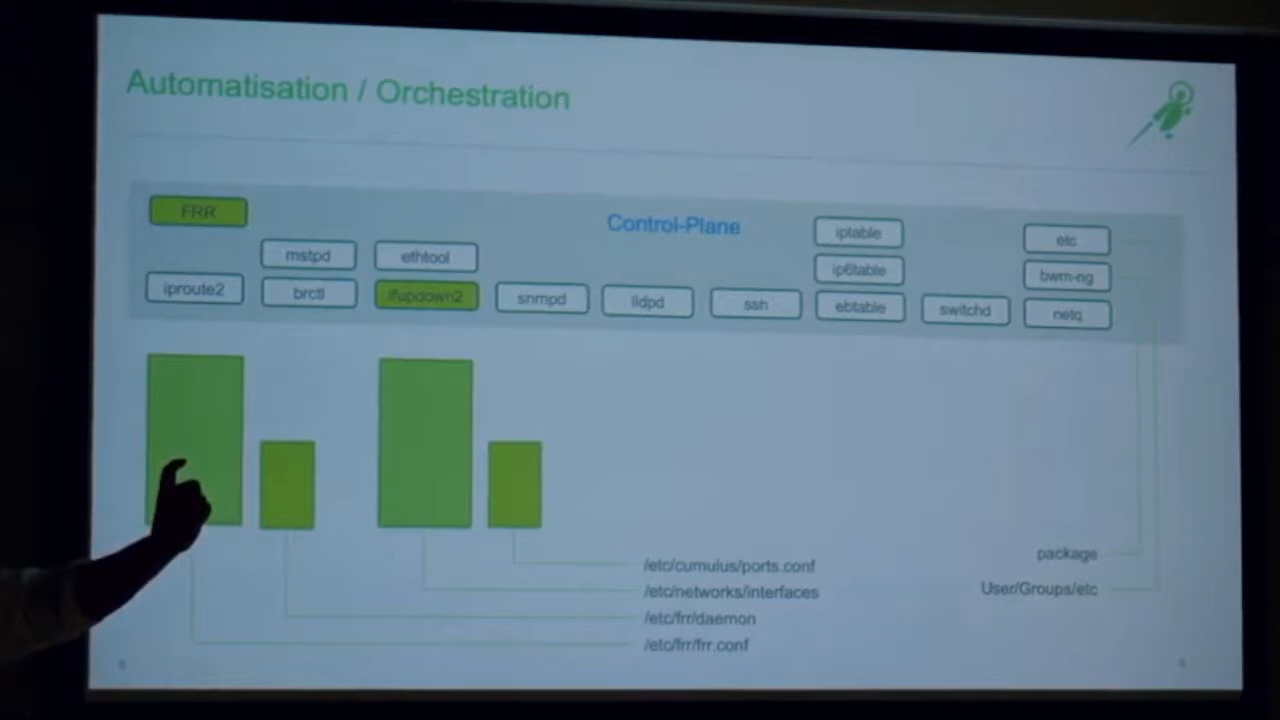 Automatisation / Orchestration
FRR
Control-Plane
iptable
etc
mstpd
ethtool
ip6table
bwm-ng
iproute2
brctl
ifupdown2
snmpd
lldpd
ssh
ebtable
switchd
netq
/etc/cumulus/ports.conf
package
/etc/networks/interfaces
User/Groups/etc
/etc/frr/daemon
/etc/frr/frr.conf